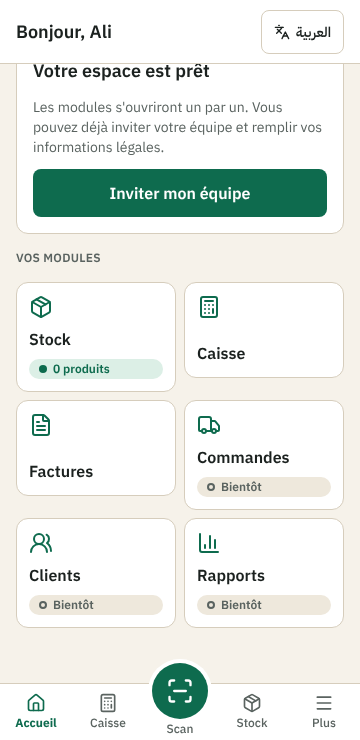 Bonjour, Ali
العربية
Votre espace est prêt
Les modules s'ouvriront un par un. Vous
pouvez déjà inviter votre équipe et remplir vos
informations légales.
Inviter mon équipe
VOS MODULES
Stock
0 produits
Caisse
Factures
Commandes
Bientôt
Clients
Bientôt
Rapports
Bientôt
Accueil
Caisse
Scan
Stock
Plus